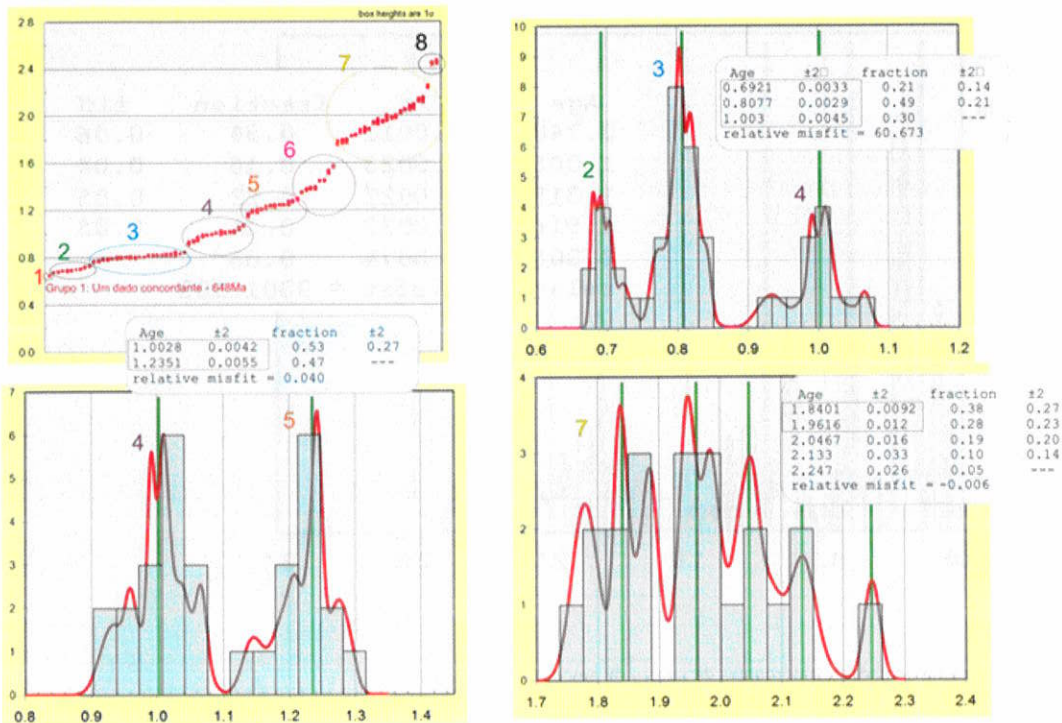 box heights are 1σ
2.8
2.4
2.0
1.6
1.2
0.8
0.4
0.0
1
2
3
4
5
6
7
8
Grupo 1: Um dado concordante - 648Ma
10
9
8
7
6
5
4
3
2
1
0
2
3
4
Age ±2□ fraction ±2□
0.6921 0.0033 0.21 0.14
0.8077 0.0029 0.49 0.21
1.003 0.0045 0.30 ---
relative misfit = 60.673
0.6 0.7 0.8 0.9 1.0 1.1 1.2
Age ±2 fraction ±2
1.0028 0.0042 0.53 0.27
1.2351 0.0055 0.47 ---
relative misfit = 0.040
7
6
5
4
3
2
1
0
4
5
0.8 0.9 1.0 1.1 1.2 1.3 1.4 1.5
4
3
2
1
0
7
Age ±2 fraction ±2
1.8401 0.0092 0.38 0.27
1.9616 0.012 0.28 0.23
2.0467 0.016 0.19 0.20
2.133 0.033 0.10 0.14
2.247 0.026 0.05 ---
relative misfit = -0.006
1.7 1.8 1.9 2.0 2.1 2.2 2.3 2.4